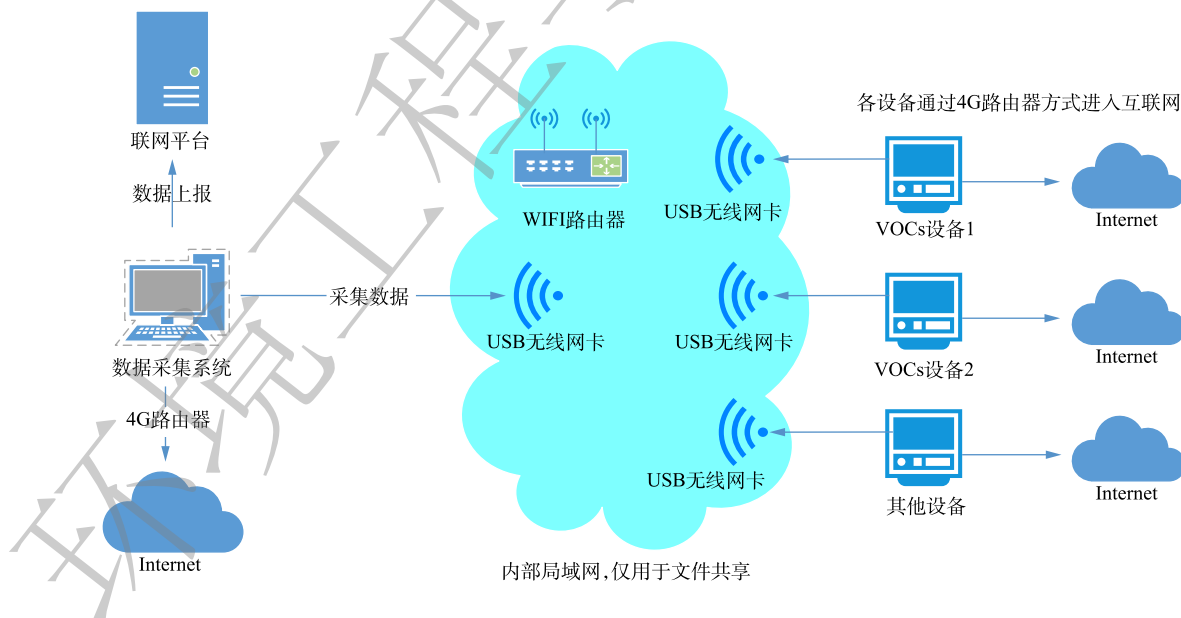 联网平台
数据上报
数据采集系统
4G路由器
Internet
采集数据
WIFI路由器
USB无线网卡
USB无线网卡
USB无线网卡
USB无线网卡
内部局域网,仅用于文件共享
各设备通过4G路由器方式进入互联网
VOCs设备1
Internet
VOCs设备2
Internet
其他设备
Internet
环境工程